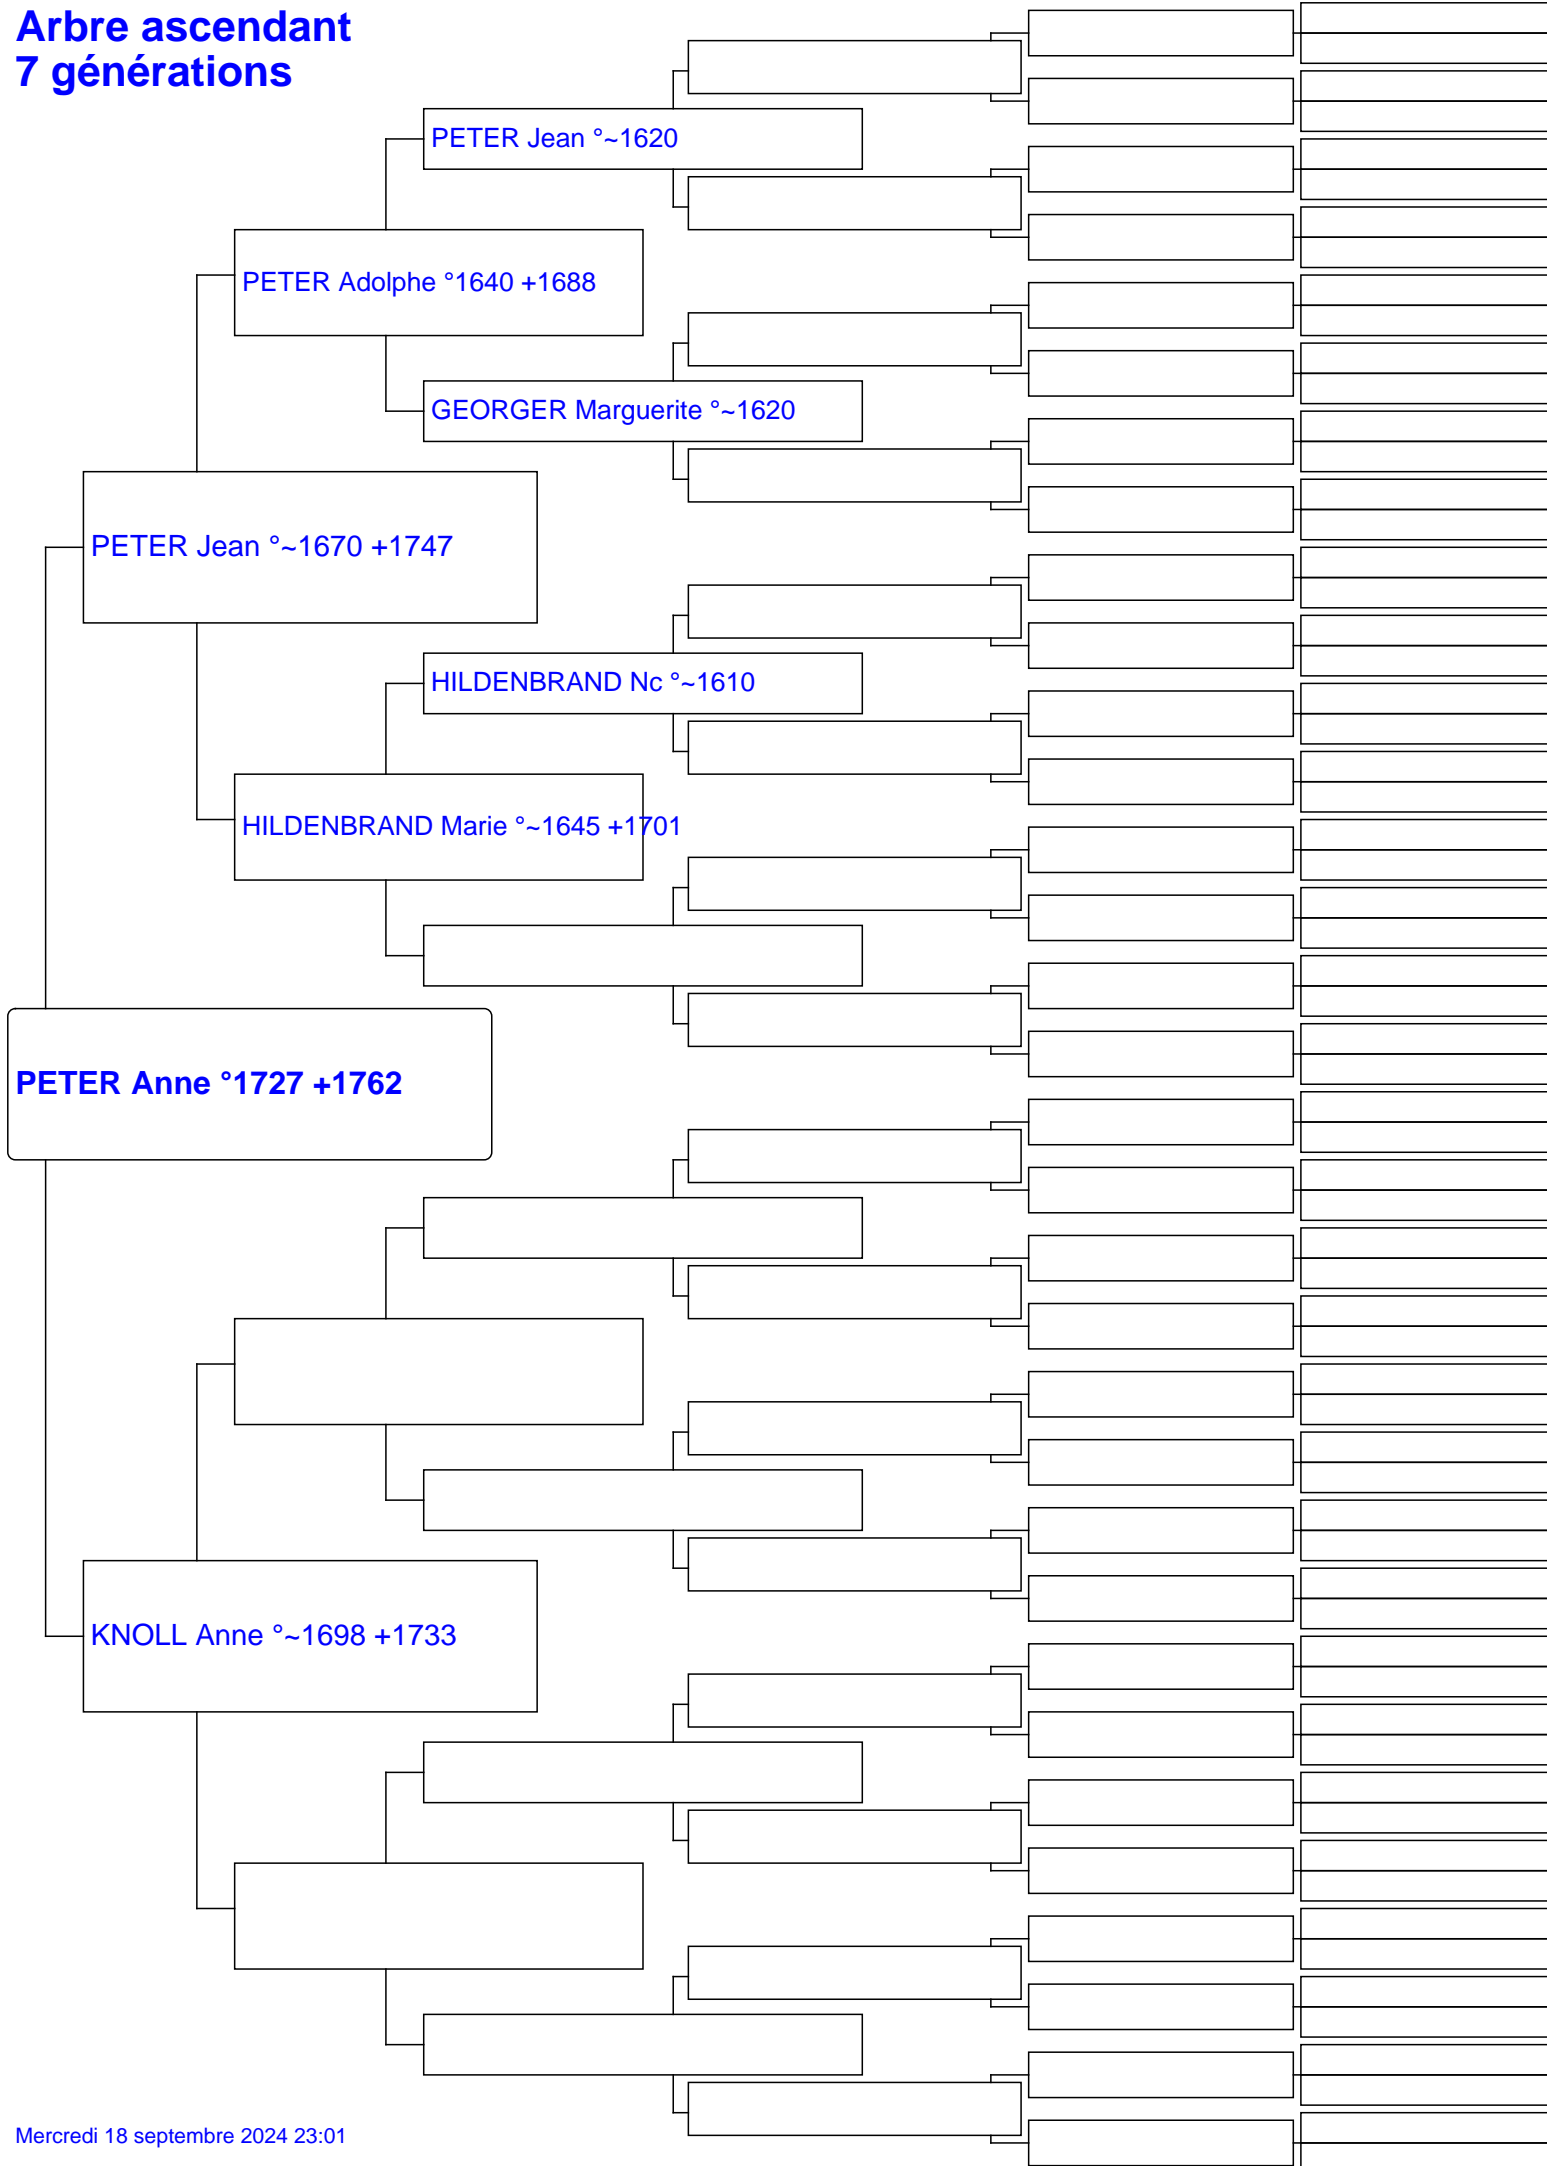 Arbre ascendant
7 générations
PETER Jean °~1620
PETER Adolphe °1640 +1688
GEORGER Marguerite °~1620
PETER Jean °~1670 +1747
HILDENBRAND Nc °~1610
HILDENBRAND Marie °~1645 +1701
PETER Anne °1727 +1762
KNOLL Anne °~1698 +1733
Mercredi 18 septembre 2024 23:01